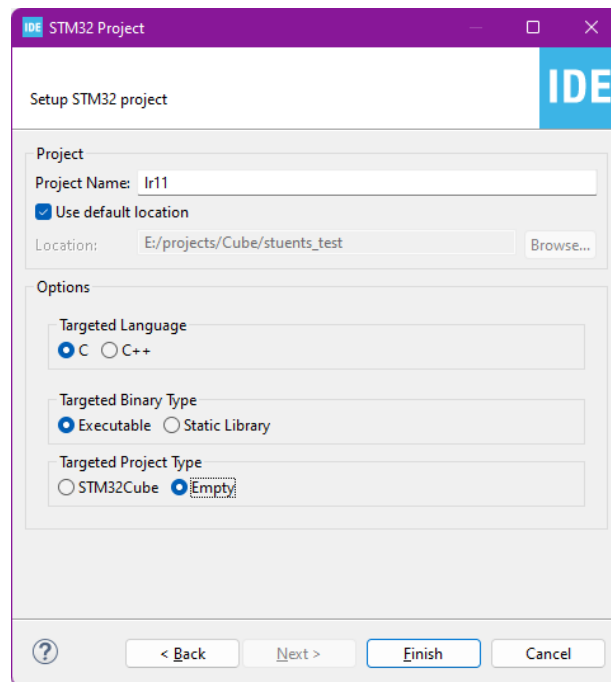 IDE STM32 Project
Setup STM32 project
IDE
Project
Project Name: lr11
Use default location
Location: E:/projects/Cube/stuents_test Browse...
Options
Targeted Language
C C++
Targeted Binary Type
Executable Static Library
Targeted Project Type
STM32Cube Empty
? < Back Next > Finish Cancel